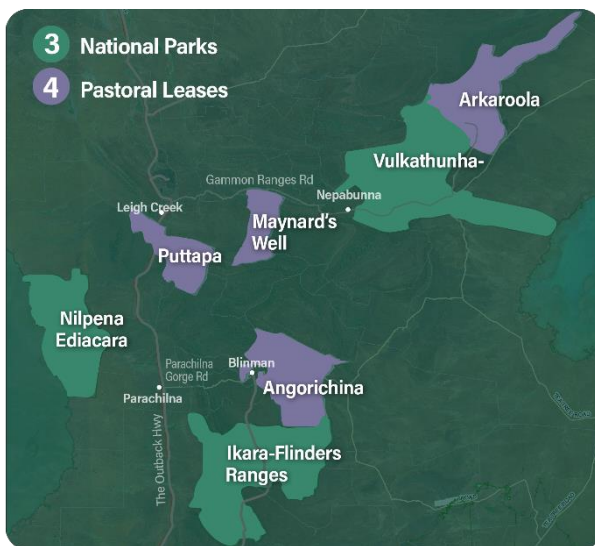 3 National Parks
4 Pastoral Leases
Arkaroola
Vulkathunha-
Gammon Ranges Rd
Nepabunna
Leigh Creek
Maynard's
Well
Puttapa
Nilpena
Ediacara
Parachilna
Gorge Rd
Blinman
Parachilna
Angorichina
The Outback Hwy
Ikara-Flinders
Ranges